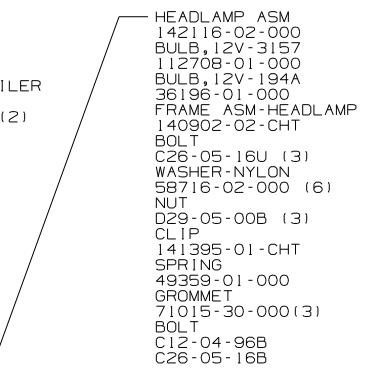 HEADLAMP ASM
142116-02-000
BULB,12V-3157
112708-01-000
BULB,12V-194A
36196-01-000
FRAME ASM-HEADLAMP
140902-02-CHT
BOLT
C26-05-16U (3)
WASHER-NYLON
58716-02-000 (6)
NUT
D29-05-00B (3)
CLIP
141395-01-CHT
SPRING
49359-01-000
GROMMET
71015-30-000(3)
BOLT
C12-04-96B
C26-05-16B
ILER
(2)